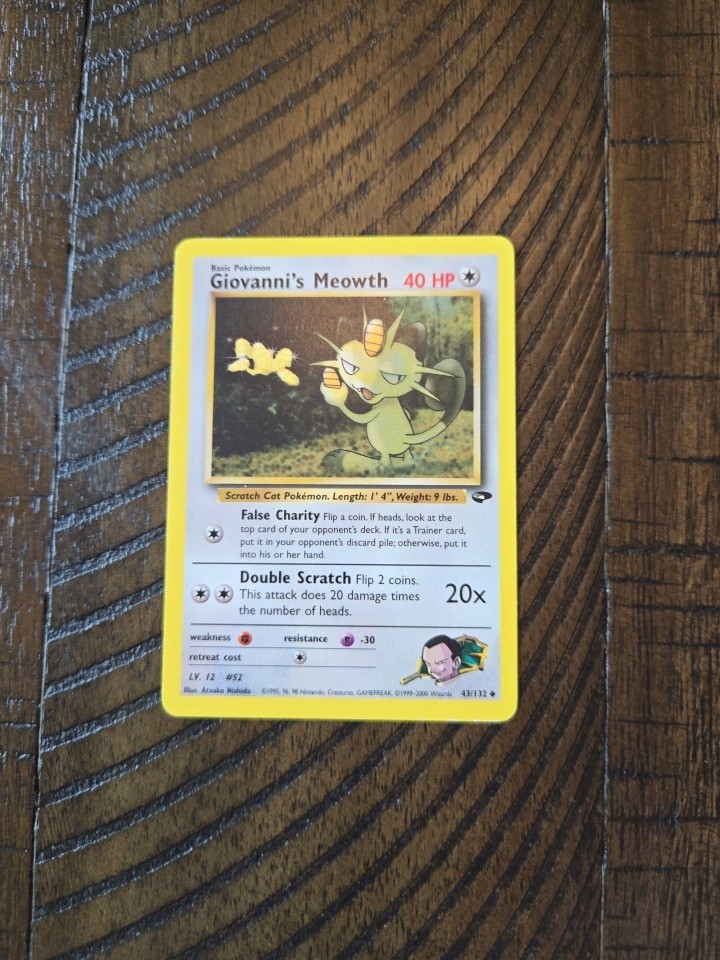 Basic Pokémon
Giovanni's Meowth 40 HP
Scratch Cat Pokémon. Length: 1' 4", Weight: 9 lbs.
False Charity Flip a coin. If heads, look at the
top card of your opponent's deck. If it's a Trainer card,
put it in your opponent's discard pile; otherwise, put it
into his or her hand.
Double Scratch Flip 2 coins.
This attack does 20 damage times
the number of heads.
20x
weakness resistance -30
retreat cost
LV. 12 #52
Illus. Atsuko Nishida ©1995, 96, 98 Nintendo, Creatures, GAMEFREAK. ©1999-2000 Wizards. 43/132